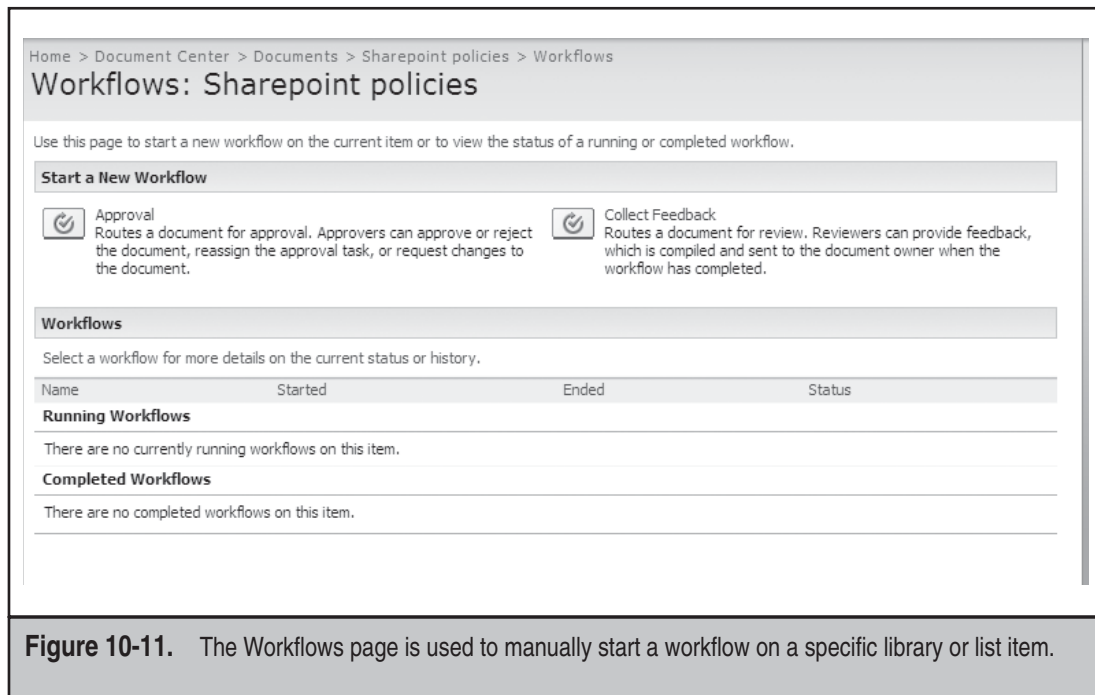 Home > Document Center > Documents > Sharepoint policies > Workflows
Workflows: Sharepoint policies
Use this page to start a new workflow on the current item or to view the status of a running or completed workflow.
Start a New Workflow
Approval
Routes a document for approval. Approvers can approve or reject
the document, reassign the approval task, or request changes to
the document.
Collect Feedback
Routes a document for review. Reviewers can provide feedback,
which is compiled and sent to the document owner when the
workflow has completed.
Workflows
Select a workflow for more details on the current status or history.
Name Started Ended Status
Running Workflows
There are no currently running workflows on this item.
Completed Workflows
There are no completed workflows on this item.
Figure 10-11. The Workflows page is used to manually start a workflow on a specific library or list item.